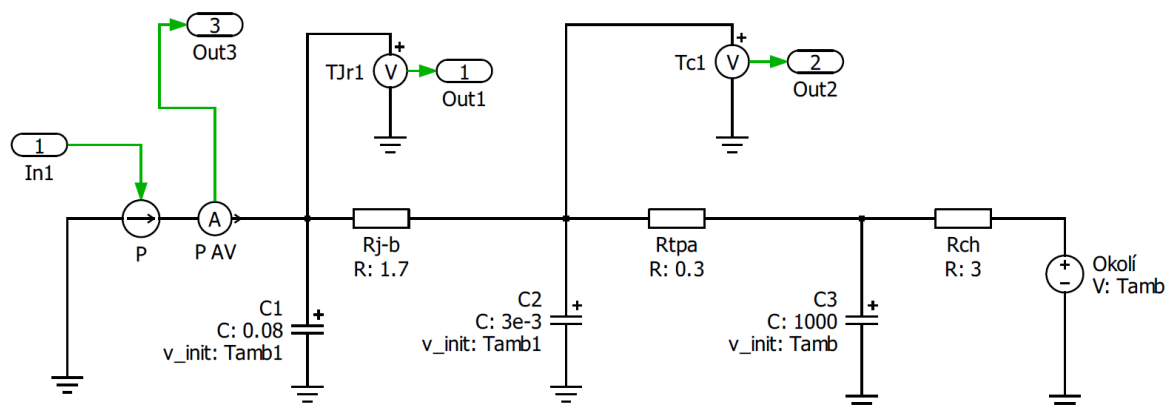 3
Out3
+
TJr1
V
1
Out1
+
Tc1
V
2
Out2
1
In1
P
A
P AV
Rj-b
R: 1.7
Rtpa
R: 0.3
Rch
R: 3
+
Okolí
V: Tamb
C1
C: 0.08
+
v_init: Tamb1
C2
+
C: 3e-3
v_init: Tamb1
C3
+
C: 1000
v_init: Tamb